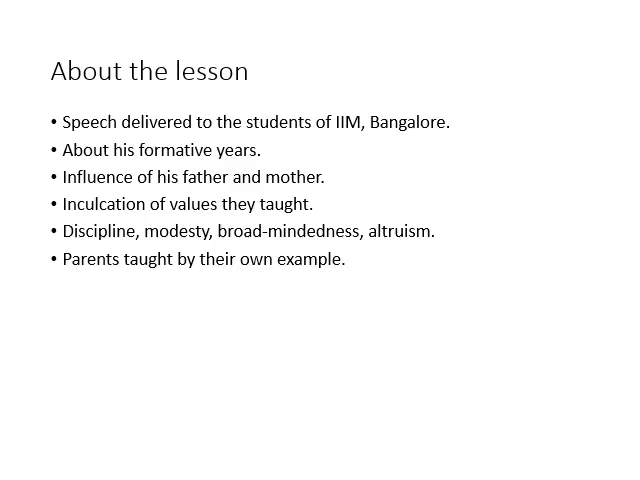 About the lesson
• Speech delivered to the students of IIM, Bangalore.
• About his formative years.
• Influence of his father and mother.
• Inculcation of values they taught.
• Discipline, modesty, broad-mindedness, altruism.
• Parents taught by their own example.